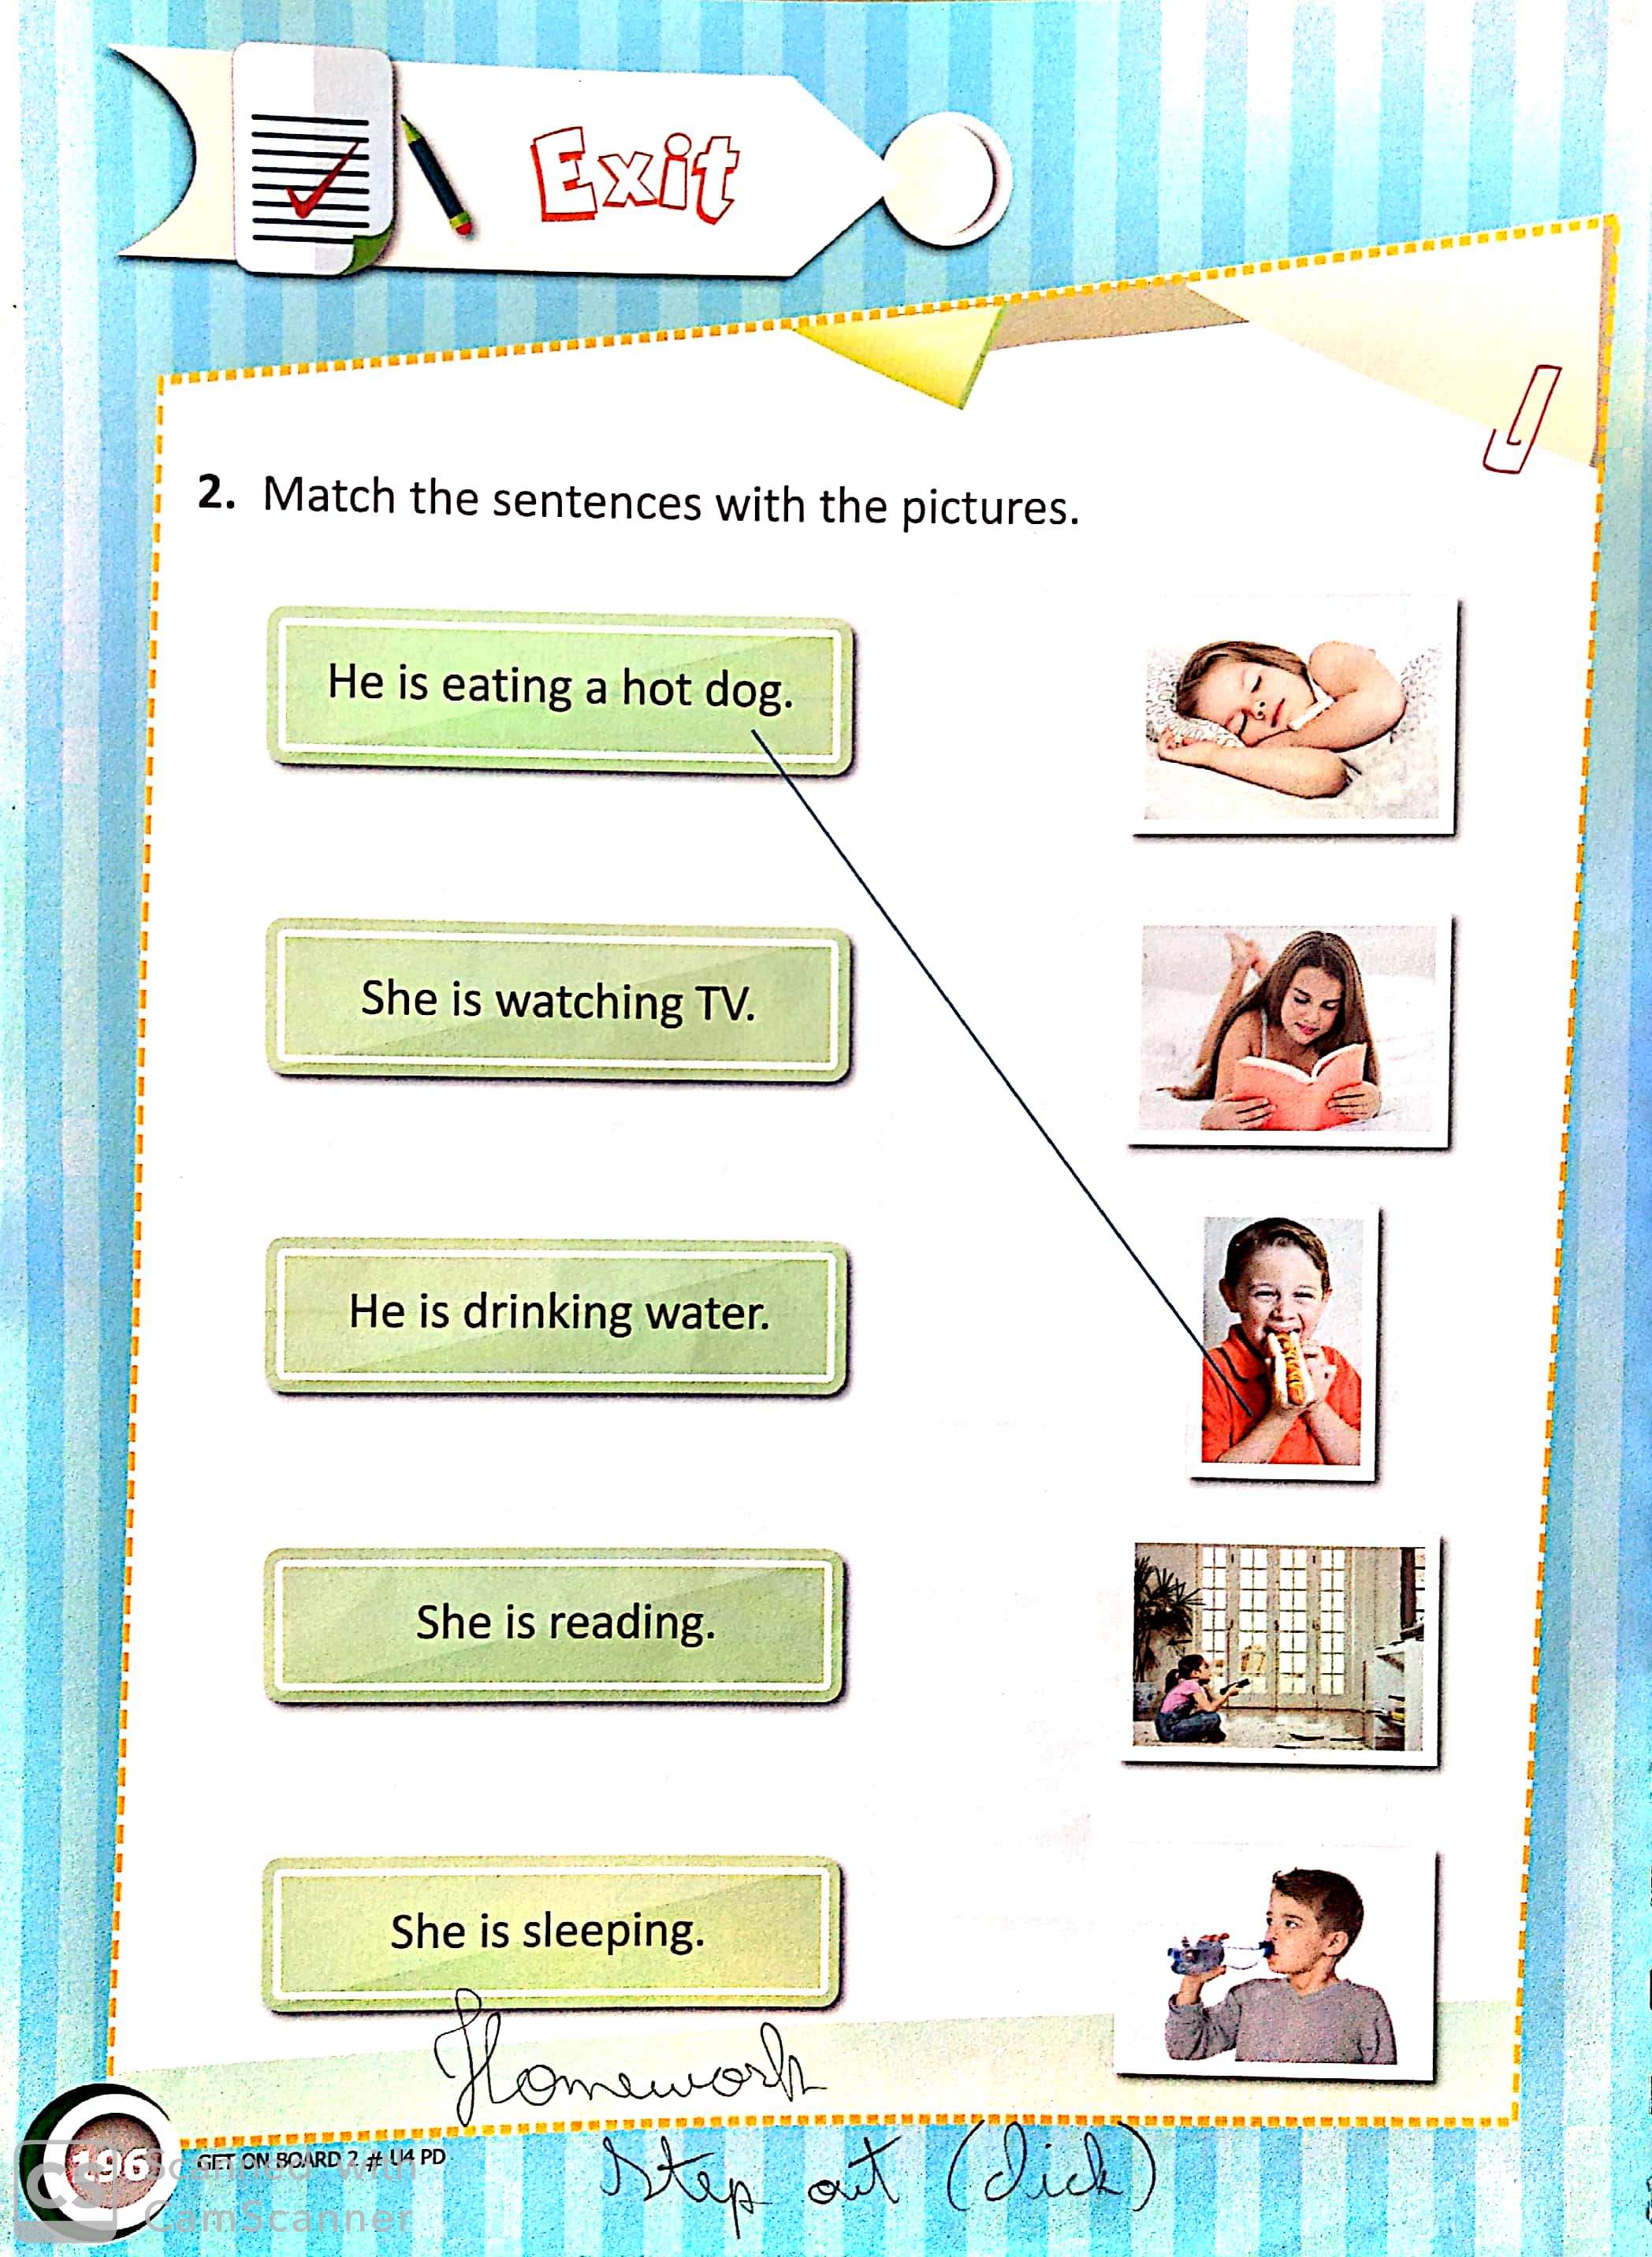 Exit
2. Match the sentences with the pictures.
He is eating a hot dog.
She is watching TV.
He is drinking water.
She is reading.
She is sleeping.
Homework
196 GET ON BOARD 2 # U4 PD
Step out (click)
CS Scanned with
CamScanner